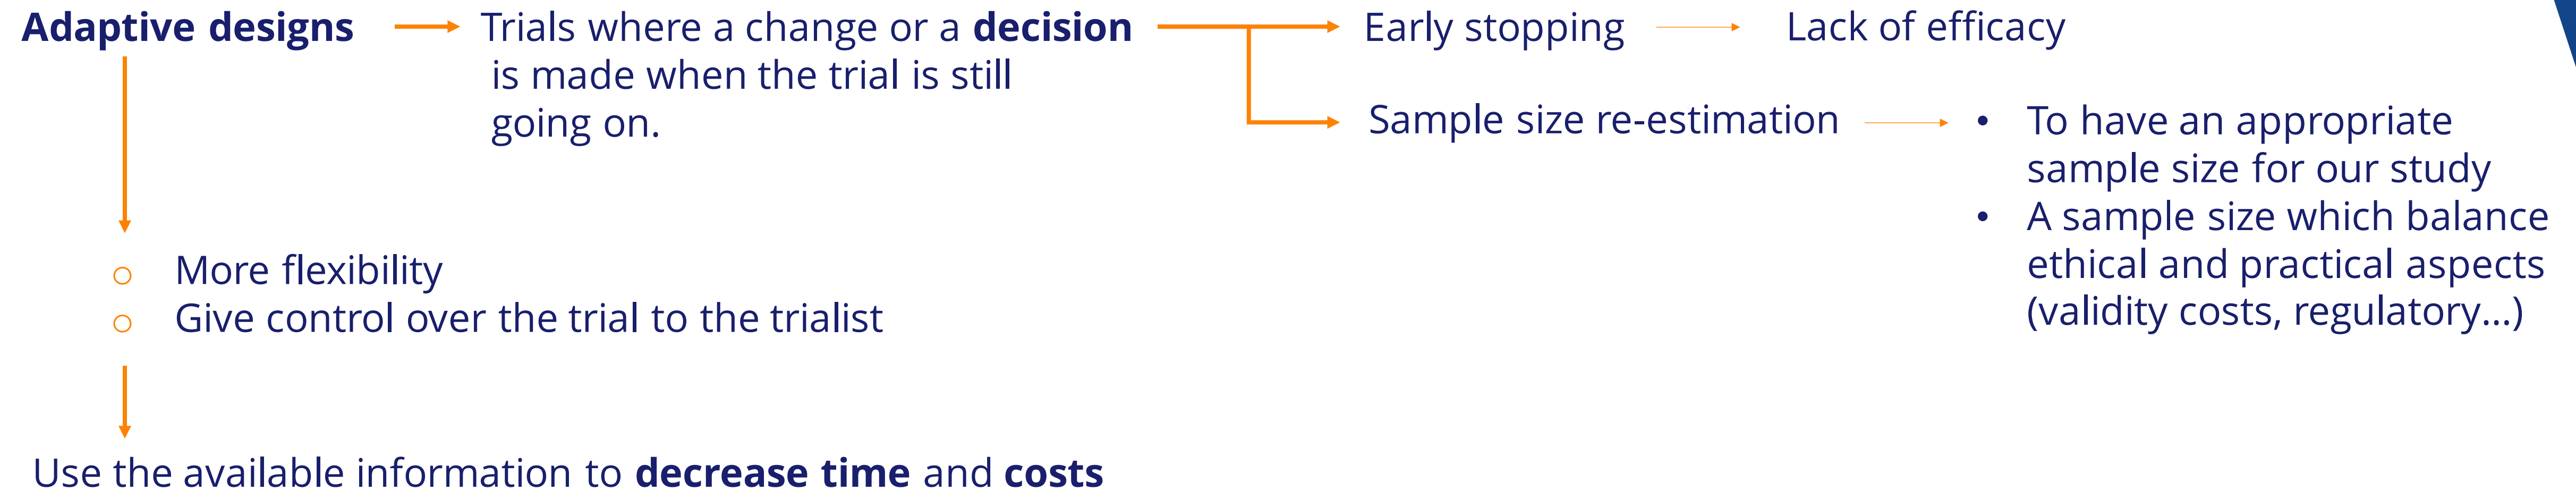 Adaptive designs
Trials where a change or a decision
is made when the trial is still
going on.
Early stopping
Lack of efficacy
Sample size re-estimation
• To have an appropriate
sample size for our study
• A sample size which balance
ethical and practical aspects
(validity costs, regulatory...)
○ More flexibility
○ Give control over the trial to the trialist
Use the available information to decrease time and costs